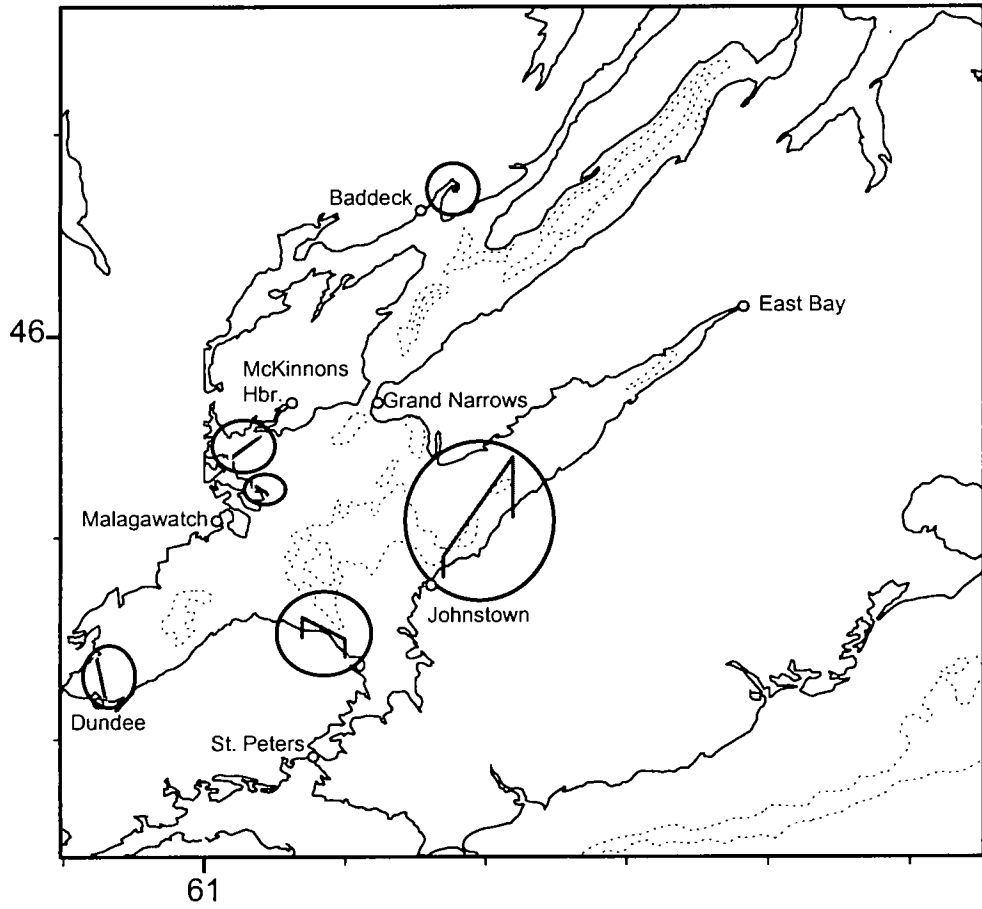 Baddeck
East Bay
46
McKinnons
Hbr.
Grand Narrows
Malagawatch
Johnstown
Dundee
St. Peters
61